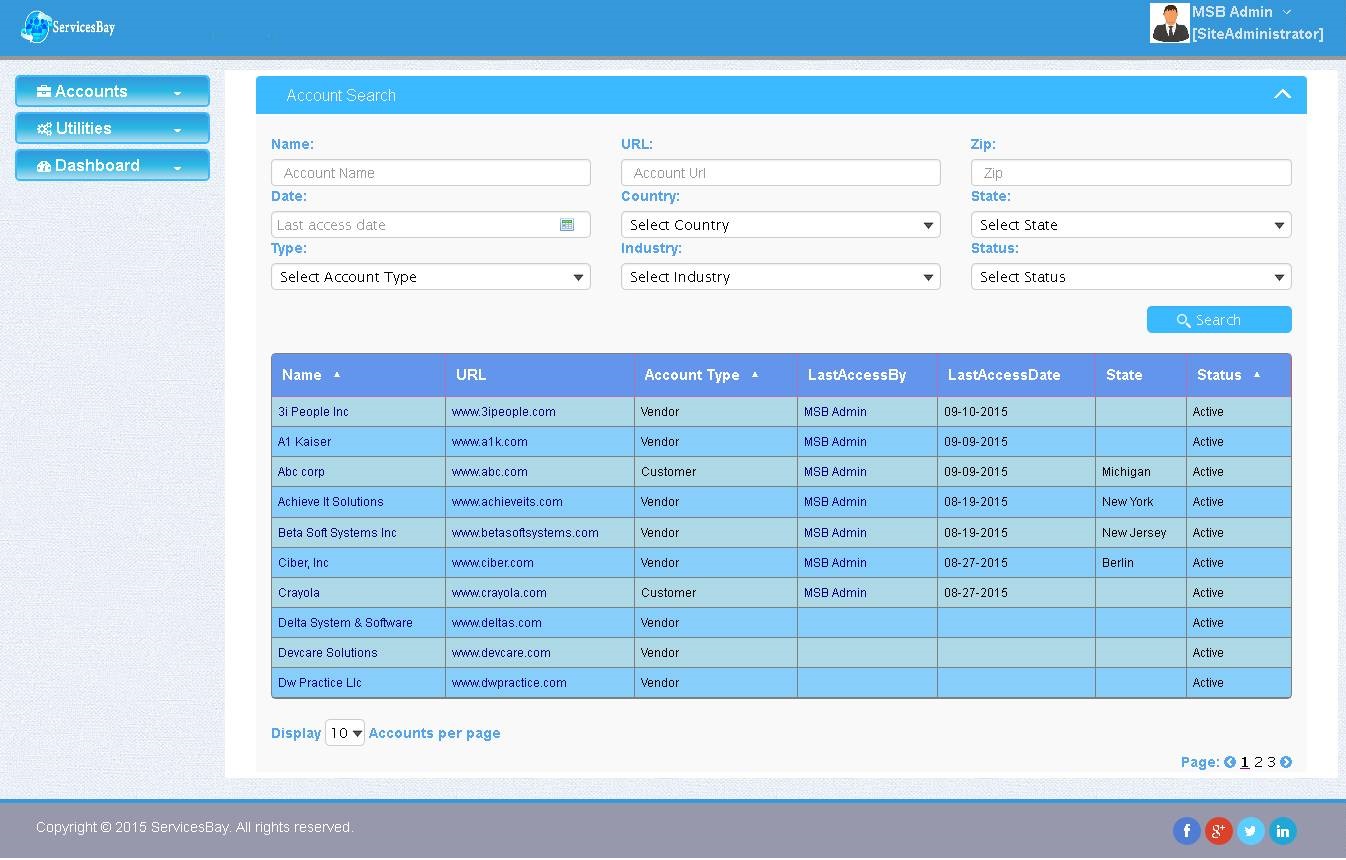 ServicesBay
MSB Admin
[SiteAdministrator]
Accounts
Utilities
Dashboard
Account Search
Name: URL: Zip:
Account Name Account Url Zip
Date: Country: State:
Last access date Select Country Select State
Type: Industry: Status:
Select Account Type Select Industry Select Status
Search
Name URL Account Type LastAccessBy LastAccessDate State Status
3i People Inc www.3ipeople.com Vendor MSB Admin 09-10-2015 Active
A1 Kaiser www.a1k.com Vendor MSB Admin 09-09-2015 Active
Abc corp www.abc.com Customer MSB Admin 09-09-2015 Michigan Active
Achieve It Solutions www.achieveits.com Vendor MSB Admin 08-19-2015 New York Active
Beta Soft Systems Inc www.betasoftsystems.com Vendor MSB Admin 08-19-2015 New Jersey Active
Ciber, Inc www.ciber.com Vendor MSB Admin 08-27-2015 Berlin Active
Crayola www.crayola.com Customer MSB Admin 08-27-2015 Active
Delta System & Software www.deltas.com Vendor Active
Devcare Solutions www.devcare.com Vendor Active
Dw Practice Llc www.dwpractice.com Vendor Active
Display 10 Accounts per page
Page: 1 2 3
Copyright © 2015 ServicesBay. All rights reserved.
f g+ in